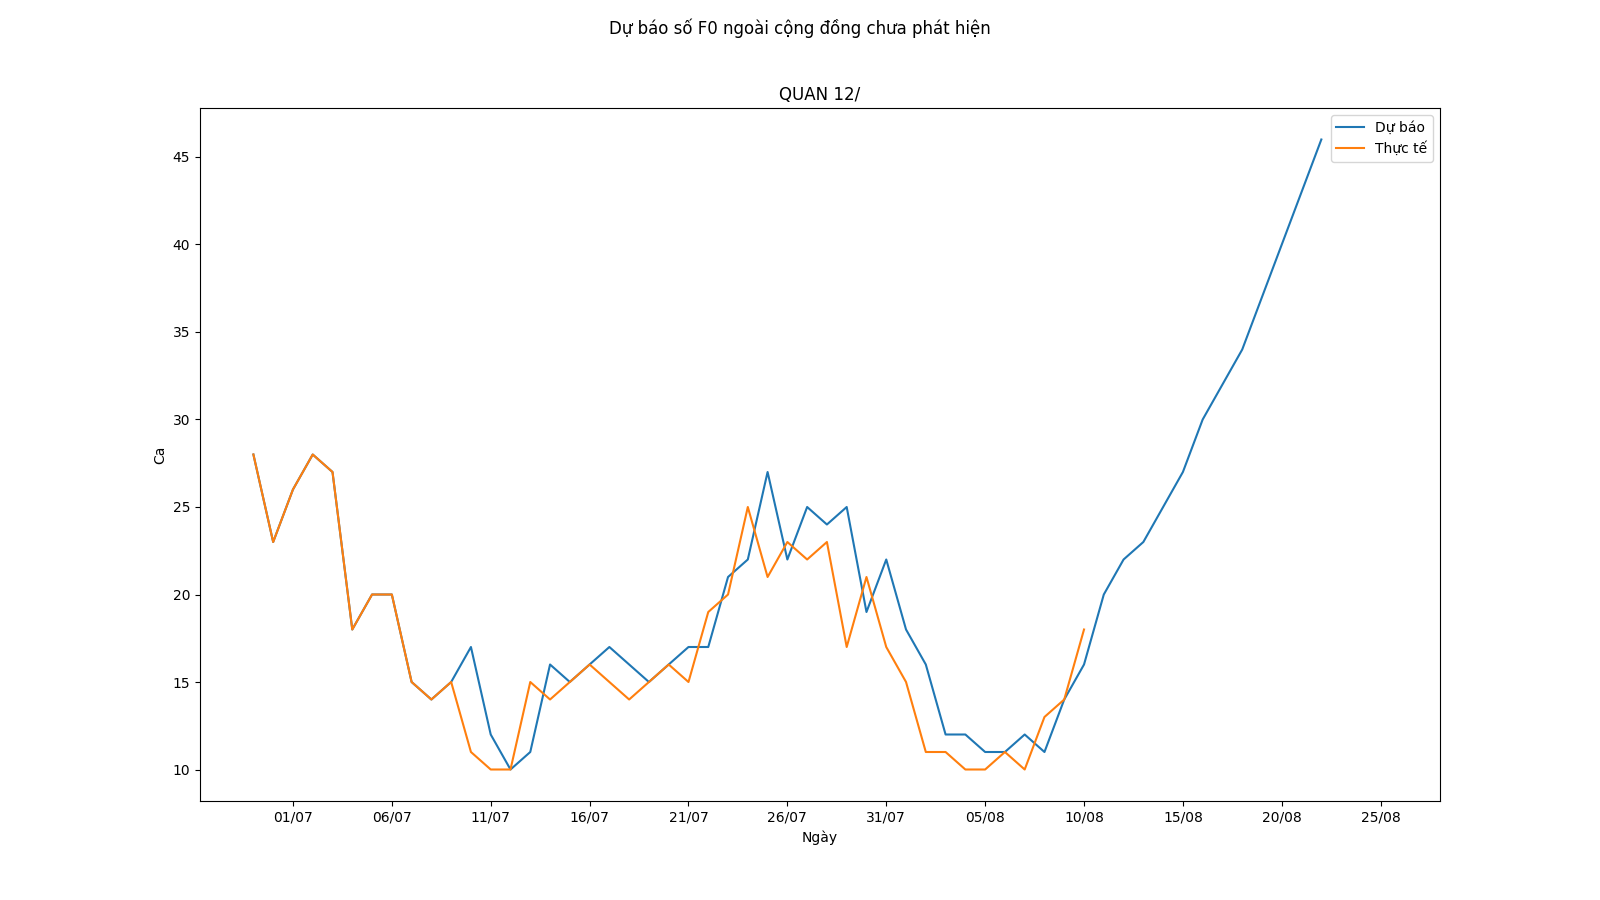 Dự báo số F0 ngoài cộng đồng chưa phát hiện
QUAN 12/
Dự báo
Thực tế
45
40
35
30
25
20
15
10
Ca
01/07 06/07 11/07 16/07 21/07 26/07 31/07 05/08 10/08 15/08 20/08 25/08
Ngày